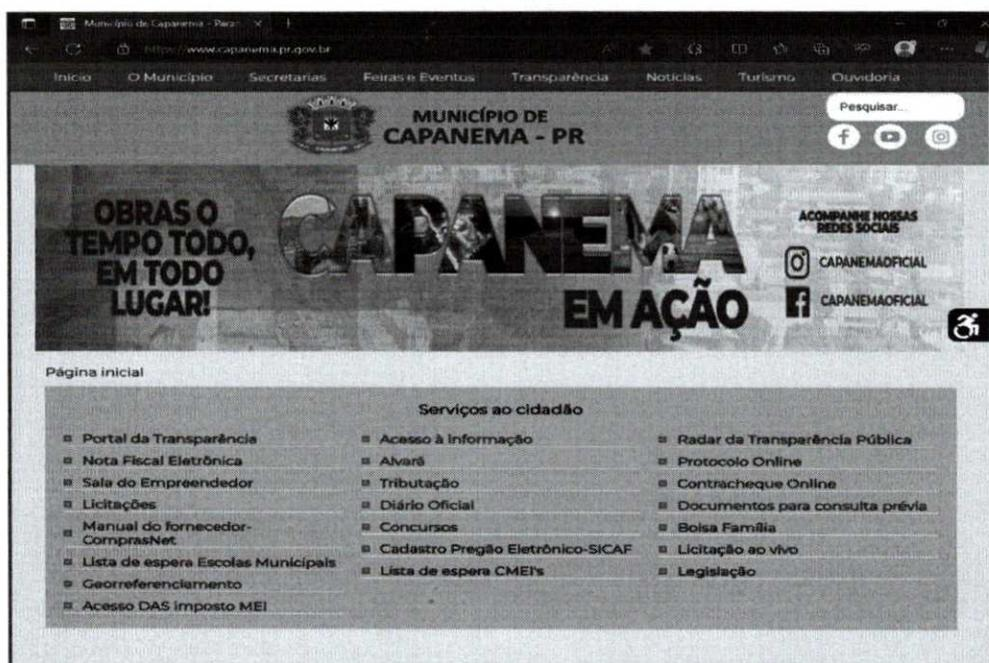 Município de Capanema - Para
https://www.capanema.pr.gov.br
Início O Município Secretarias Feiras e Eventos Transparência Notícias Turismo Ouvidoria
MUNICÍPIO DE
CAPANEMA - PR
Pesquisar...
OBRAS O
TEMPO TODO,
EM TODO
LUGAR!
CAPANEMA
EM AÇÃO
ACOMPANHE NOSSAS
REDES SOCIAIS
CAPANEMAOFICIAL
CAPANEMAOFICIAL
Página inicial
Serviços ao cidadão
Portal da Transparência
Nota Fiscal Eletrônica
Sala do Empreendedor
Licitações
Manual do fornecedor-
ComprasNet
Lista de espera Escolas Municipais
Georreferenciamento
Acesso DAS imposto MEI
Acesso à informação
Alvará
Tributação
Diário Oficial
Concursos
Cadastro Pregão Eletrônico-SICAF
Lista de espera CMEI's
Radar da Transparência Pública
Protocolo Online
Contracheque Online
Documentos para consulta prévia
Bolsa Família
Licitação ao vivo
Legislação